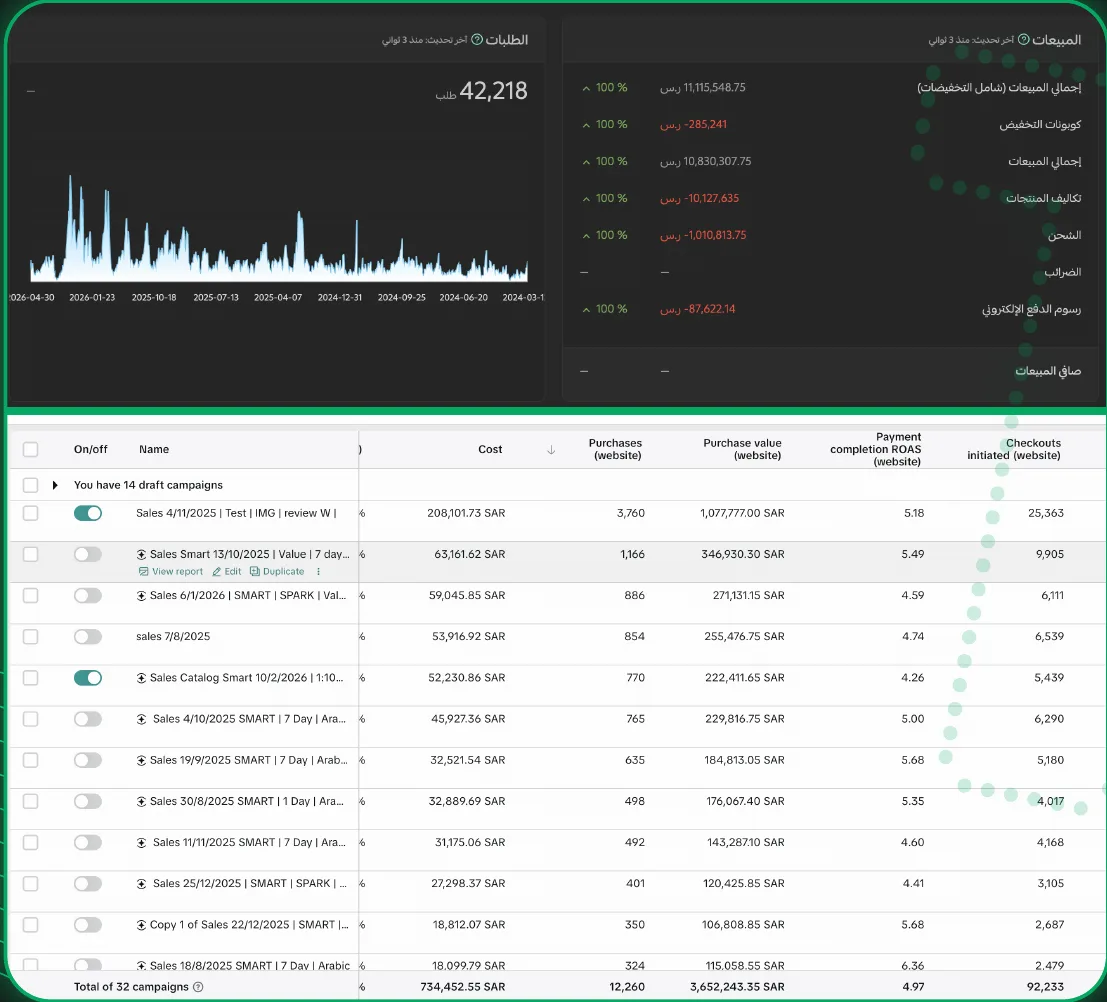 الطلبات آخر تحديث: منذ 3 ثواني
42,218 طلب
–
2026-04-30 2026-01-23 2025-10-18 2025-07-13 2025-04-07 2024-12-31 2024-09-25 2024-06-20 2024-03-1
المبيعات آخر تحديث: منذ 3 ثواني
إجمالي المبيعات (شامل التخفيضات) 11,115,548.75 ر.س 100 %
كوبونات التخفيض -285,241 ر.س 100 %
إجمالي المبيعات 10,830,307.75 ر.س 100 %
تكاليف المنتجات -10,127,635 ر.س 100 %
الشحن -1,010,813.75 ر.س 100 %
الضرائب – –
رسوم الدفع الإلكتروني -87,622.14 ر.س 100 %
صافي المبيعات – –
On/off Name ) Cost Purchases (website) Purchase value (website) Payment completion ROAS (website) Checkouts initiated (website)
You have 14 draft campaigns
Sales 4/11/2025 | Test | IMG | review W | % 208,101.73 SAR 3,760 1,077,777.00 SAR 5.18 25,363
Sales Smart 13/10/2025 | Value | 7 day... % 63,161.62 SAR 1,166 346,930.30 SAR 5.49 9,905
View report Edit Duplicate
Sales 6/1/2026 | SMART | SPARK | Val... % 59,045.85 SAR 886 271,131.15 SAR 4.59 6,111
sales 7/8/2025 % 53,916.92 SAR 854 255,476.75 SAR 4.74 6,539
Sales Catalog Smart 10/2/2026 | 1:10... % 52,230.86 SAR 770 222,411.65 SAR 4.26 5,439
Sales 4/10/2025 SMART | 7 Day | Ara... % 45,927.36 SAR 765 229,816.75 SAR 5.00 6,290
Sales 19/9/2025 SMART | 7 Day | Arab... % 32,521.54 SAR 635 184,813.05 SAR 5.68 5,180
Sales 30/8/2025 SMART | 1 Day | Ara... % 32,889.69 SAR 498 176,067.40 SAR 5.35 4,017
Sales 11/11/2025 SMART | 7 Day | Ara... % 31,175.06 SAR 492 143,287.10 SAR 4.60 4,168
Sales 25/12/2025 | SMART | SPARK | ... % 27,298.37 SAR 401 120,425.85 SAR 4.41 3,105
Copy 1 of Sales 22/12/2025 | SMART |... % 18,812.07 SAR 350 106,808.85 SAR 5.68 2,687
Sales 18/8/2025 SMART | 7 Day | Arabic % 18,099.79 SAR 324 115,058.55 SAR 6.36 2,479
Total of 32 campaigns % 734,452.55 SAR 12,260 3,652,243.35 SAR 4.97 92,233